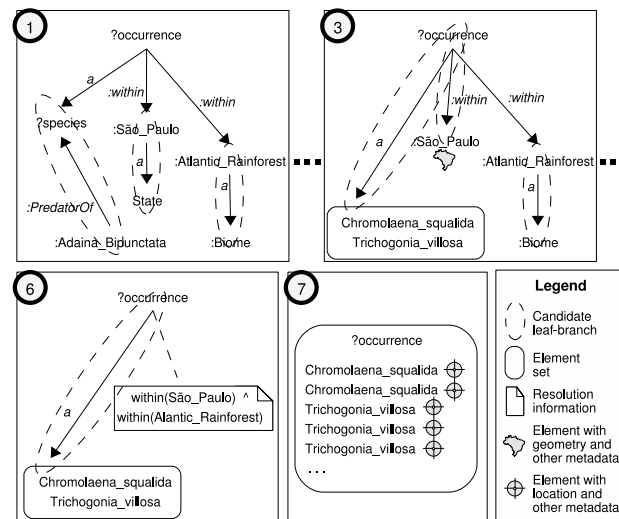 1
?occurrence
a
:within
:within
?species
:São_Paulo
:Atlantic_Rainforest
a
a
:PredatorOf
State
:Adaina_Bipunctata
:Biome
3
?occurrence
a
:within
:within
:São_Paulo
:Atlantic_Rainforest
a
Chromolaena_squalida
Trichogonia_villosa
:Biome
6
?occurrence
a
within(São_Paulo) ^
within(Alantic_Rainforest)
Chromolaena_squalida
Trichogonia_villosa
7
?occurrence
Chromolaena_squalida
Chromolaena_squalida
Trichogonia_villosa
Trichogonia_villosa
Trichogonia_villosa
. . .
Legend
Candidate
leaf-branch
Element
set
Resolution
information
Element with
geometry and
other metadata
Element with
location and
other metadata